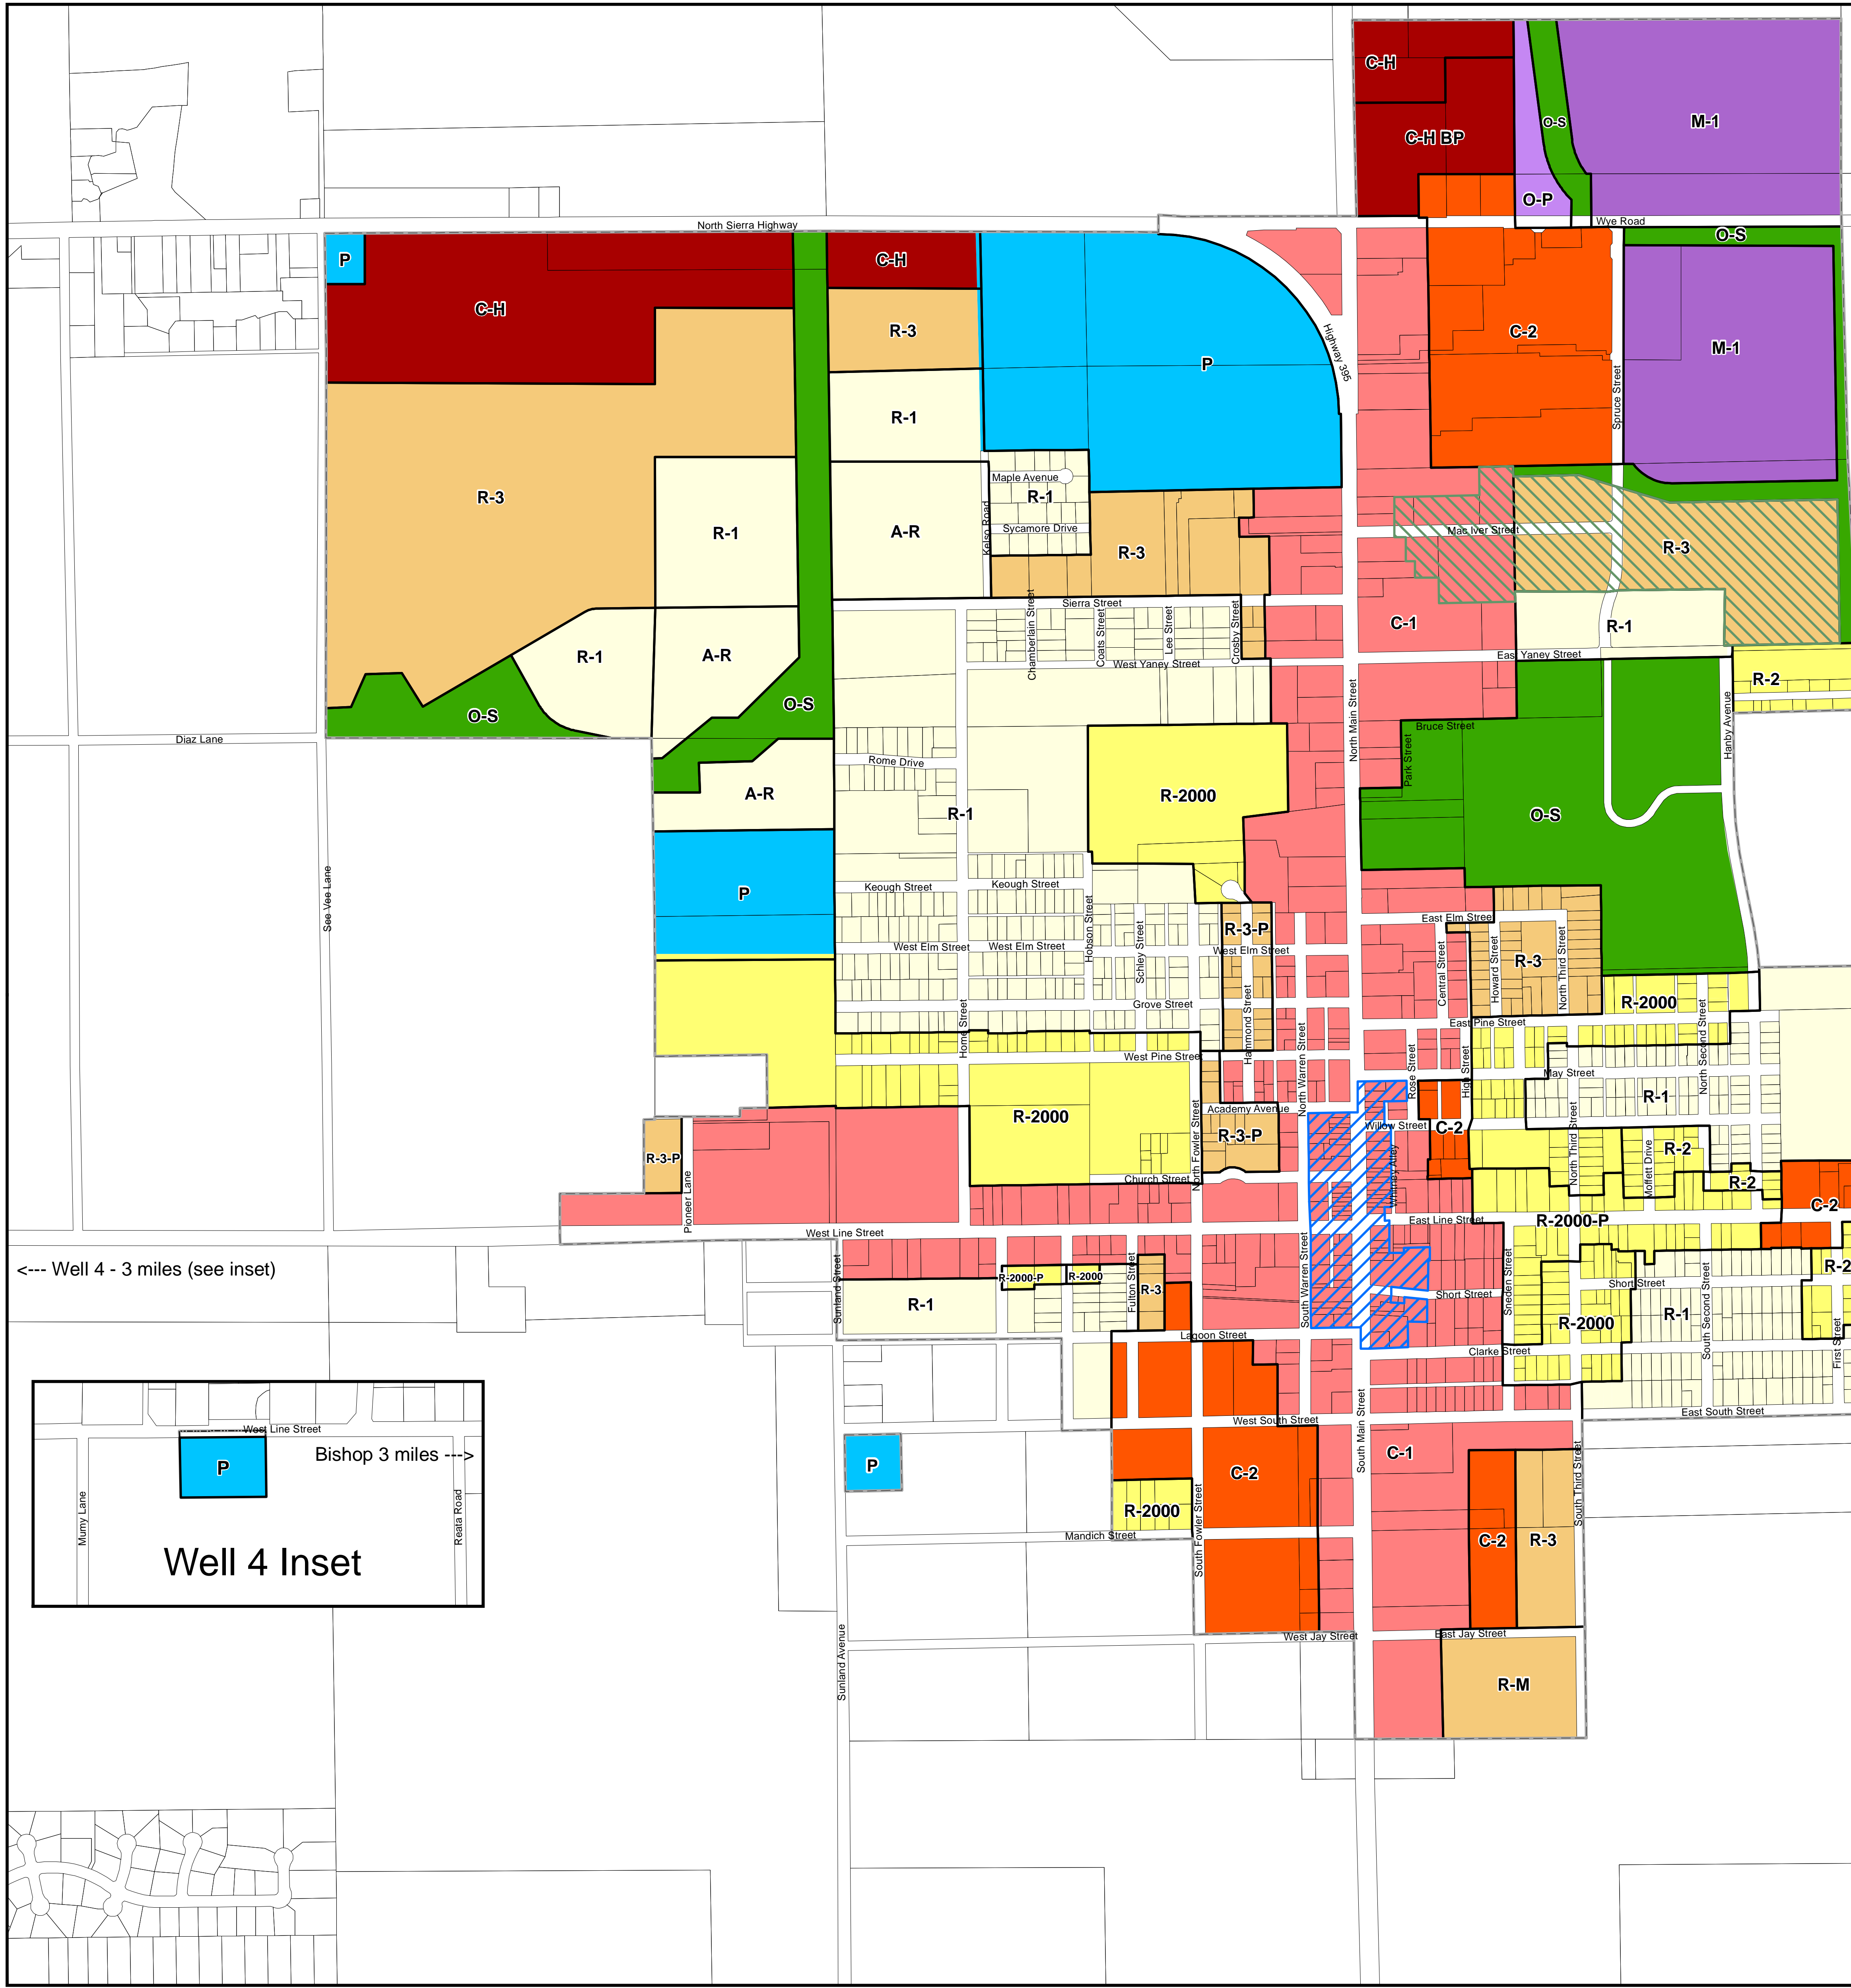 C-H
O-S
M-1
C-H BP
O-P
Wye Road
North Sierra Highway
O-S
P
C-H
C-H
R-3
C-2
M-1
Highway 395
P
Spruce Street
R-1
R-3
Maple Avenue
R-1
Kelso Road
Sycamore Drive
R-1
A-R
R-3
Mac Iver Street
R-3
Sierra Street
Chamberlain Street
Coats Street
Lee Street
Crosby Street
C-1
R-1
R-1
A-R
West Yaney Street
East Yaney Street
R-2
O-S
O-S
North Main Street
Bruce Street
Park Street
Hanby Avenue
Diaz Lane
Rome Drive
A-R
R-2000
R-1
O-S
See Vee Lane
P
Keough Street
Keough Street
Hobson Street
Schley Street
R-3-P
East Elm Street
West Elm Street
West Elm Street
West Elm Street
Central Street
Howard Street
North Third Street
R-3
Grove Street
Home Street
Hammond Street
North Warren Street
R-2000
North Second Street
East Pine Street
West Pine Street
Rose Street
High Street
May Street
R-1
Academy Avenue
R-2000
North Fowler Street
R-3-P
Willow Street
C-2
North Third Street
Moffett Drive
R-2
R-3-P
Pioneer Lane
Church Street
Whitney Alley
R-2
C-2
East Line Street
R-2000-P
West Line Street
<--- Well 4 - 3 miles (see inset)
Sunland Street
R-2000-P
R-2000
Fulton Street
R-3
South Warren Street
Short Street
Sneden Street
Short Street
R-2
R-1
R-2000
R-1
South Second Street
First Street
Lagoon Street
Clarke Street
West South Street
East South Street
South Main Street
C-1
West Line Street
Bishop 3 miles --->
P
Mumy Lane
Reata Road
Well 4 Inset
P
C-2
R-2000
South Fowler Street
Mandich Street
C-2
R-3
South Third Street
West Jay Street
East Jay Street
Sunland Avenue
R-M